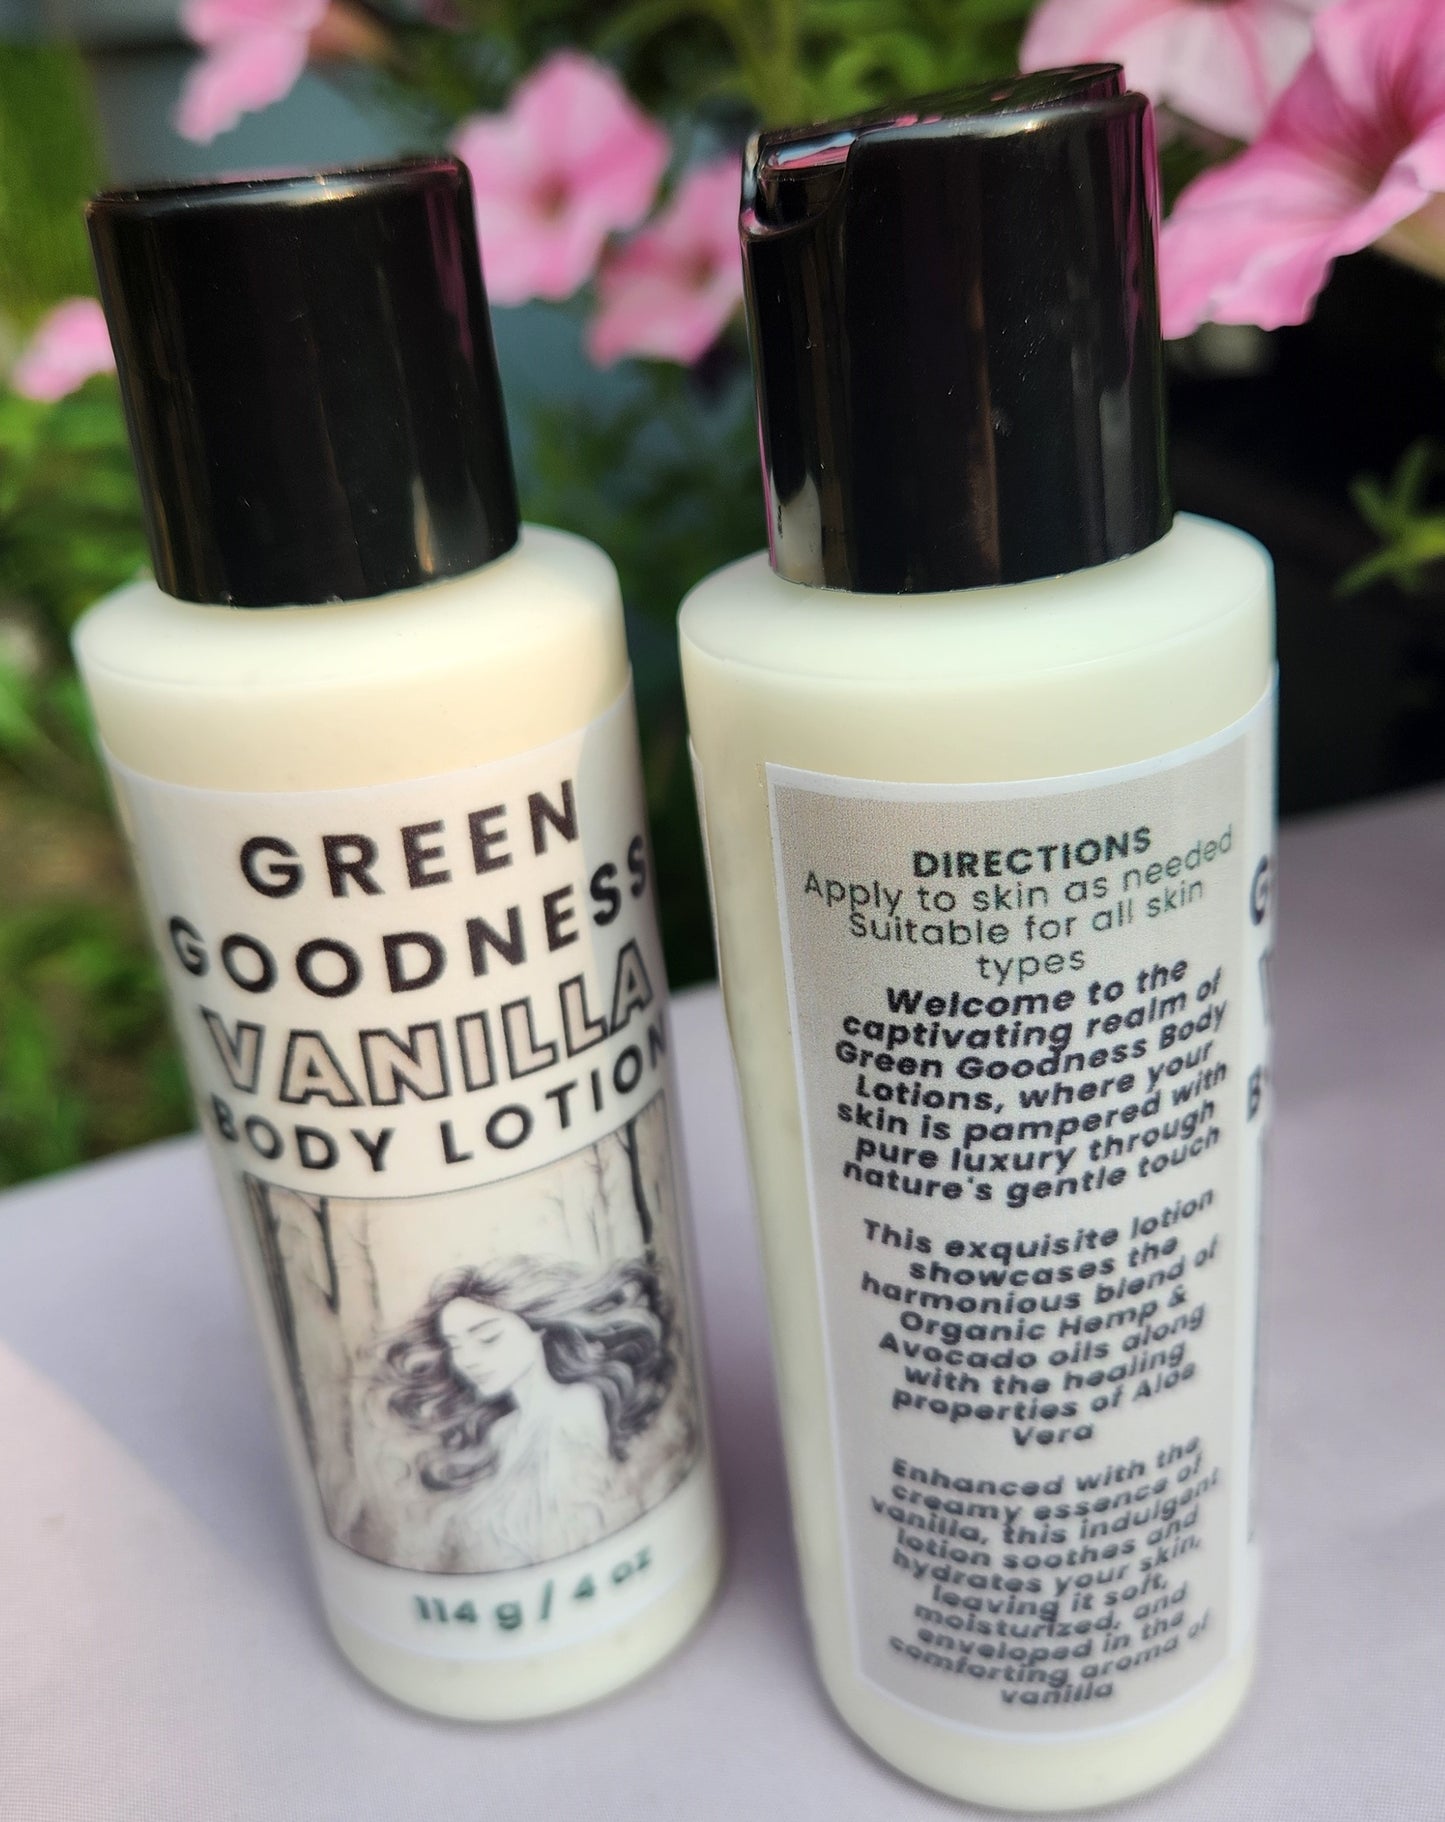 GREEN
GOODNESS
VANILLA
BODY LOTION
114 g / 4 oz
DIRECTIONS
Apply to skin as needed
Suitable for all skin
types
Welcome to the
captivating realm of
Green Goodness Body
Lotions, where your
skin is pampered with
pure luxury through
nature's gentle touch
This exquisite lotion
showcases the
harmonious blend of
Organic Hemp &
Avocado oils along
with the healing
properties of Aloe
Vera
Enhanced with the
creamy essence of
vanilla, this indulgent
lotion soothes and
hydrates your skin,
leaving it soft,
moisturized, and
enveloped in the
comforting aroma of
vanilla